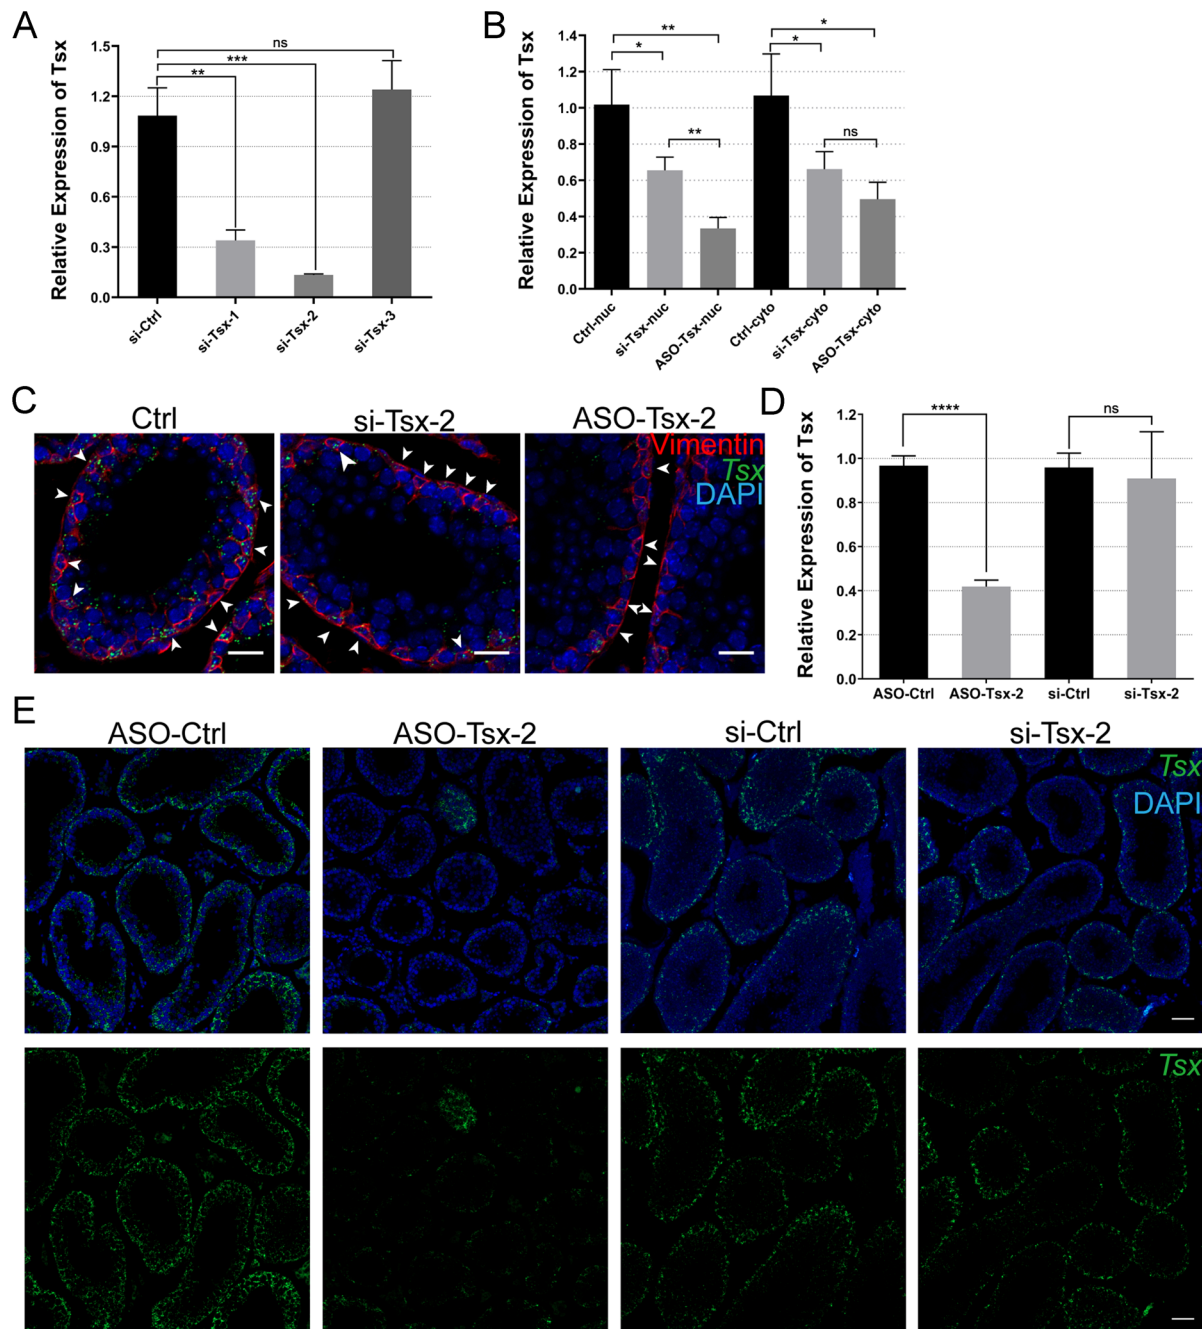 A
Relative Expression of Tsx
1.5
1.2
0.9
0.6
0.3
0.0
ns
***
**
si-Ctrl
si-Tsx-1
si-Tsx-2
si-Tsx-3
B
Relative Expression of Tsx
1.4
1.2
1.0
0.8
0.6
0.4
0.2
0.0
**
*
**
*
*
ns
Ctrl-nuc
si-Tsx-nuc
ASO-Tsx-nuc
Ctrl-cyto
si-Tsx-cyto
ASO-Tsx-cyto
C
Ctrl
si-Tsx-2
ASO-Tsx-2
Vimentin
Tsx
DAPI
D
Relative Expression of Tsx
1.2
1.0
0.8
0.6
0.4
0.2
0.0
****
ns
ASO-Ctrl
ASO-Tsx-2
si-Ctrl
si-Tsx-2
E
ASO-Ctrl
ASO-Tsx-2
si-Ctrl
si-Tsx-2
Tsx
DAPI
Tsx